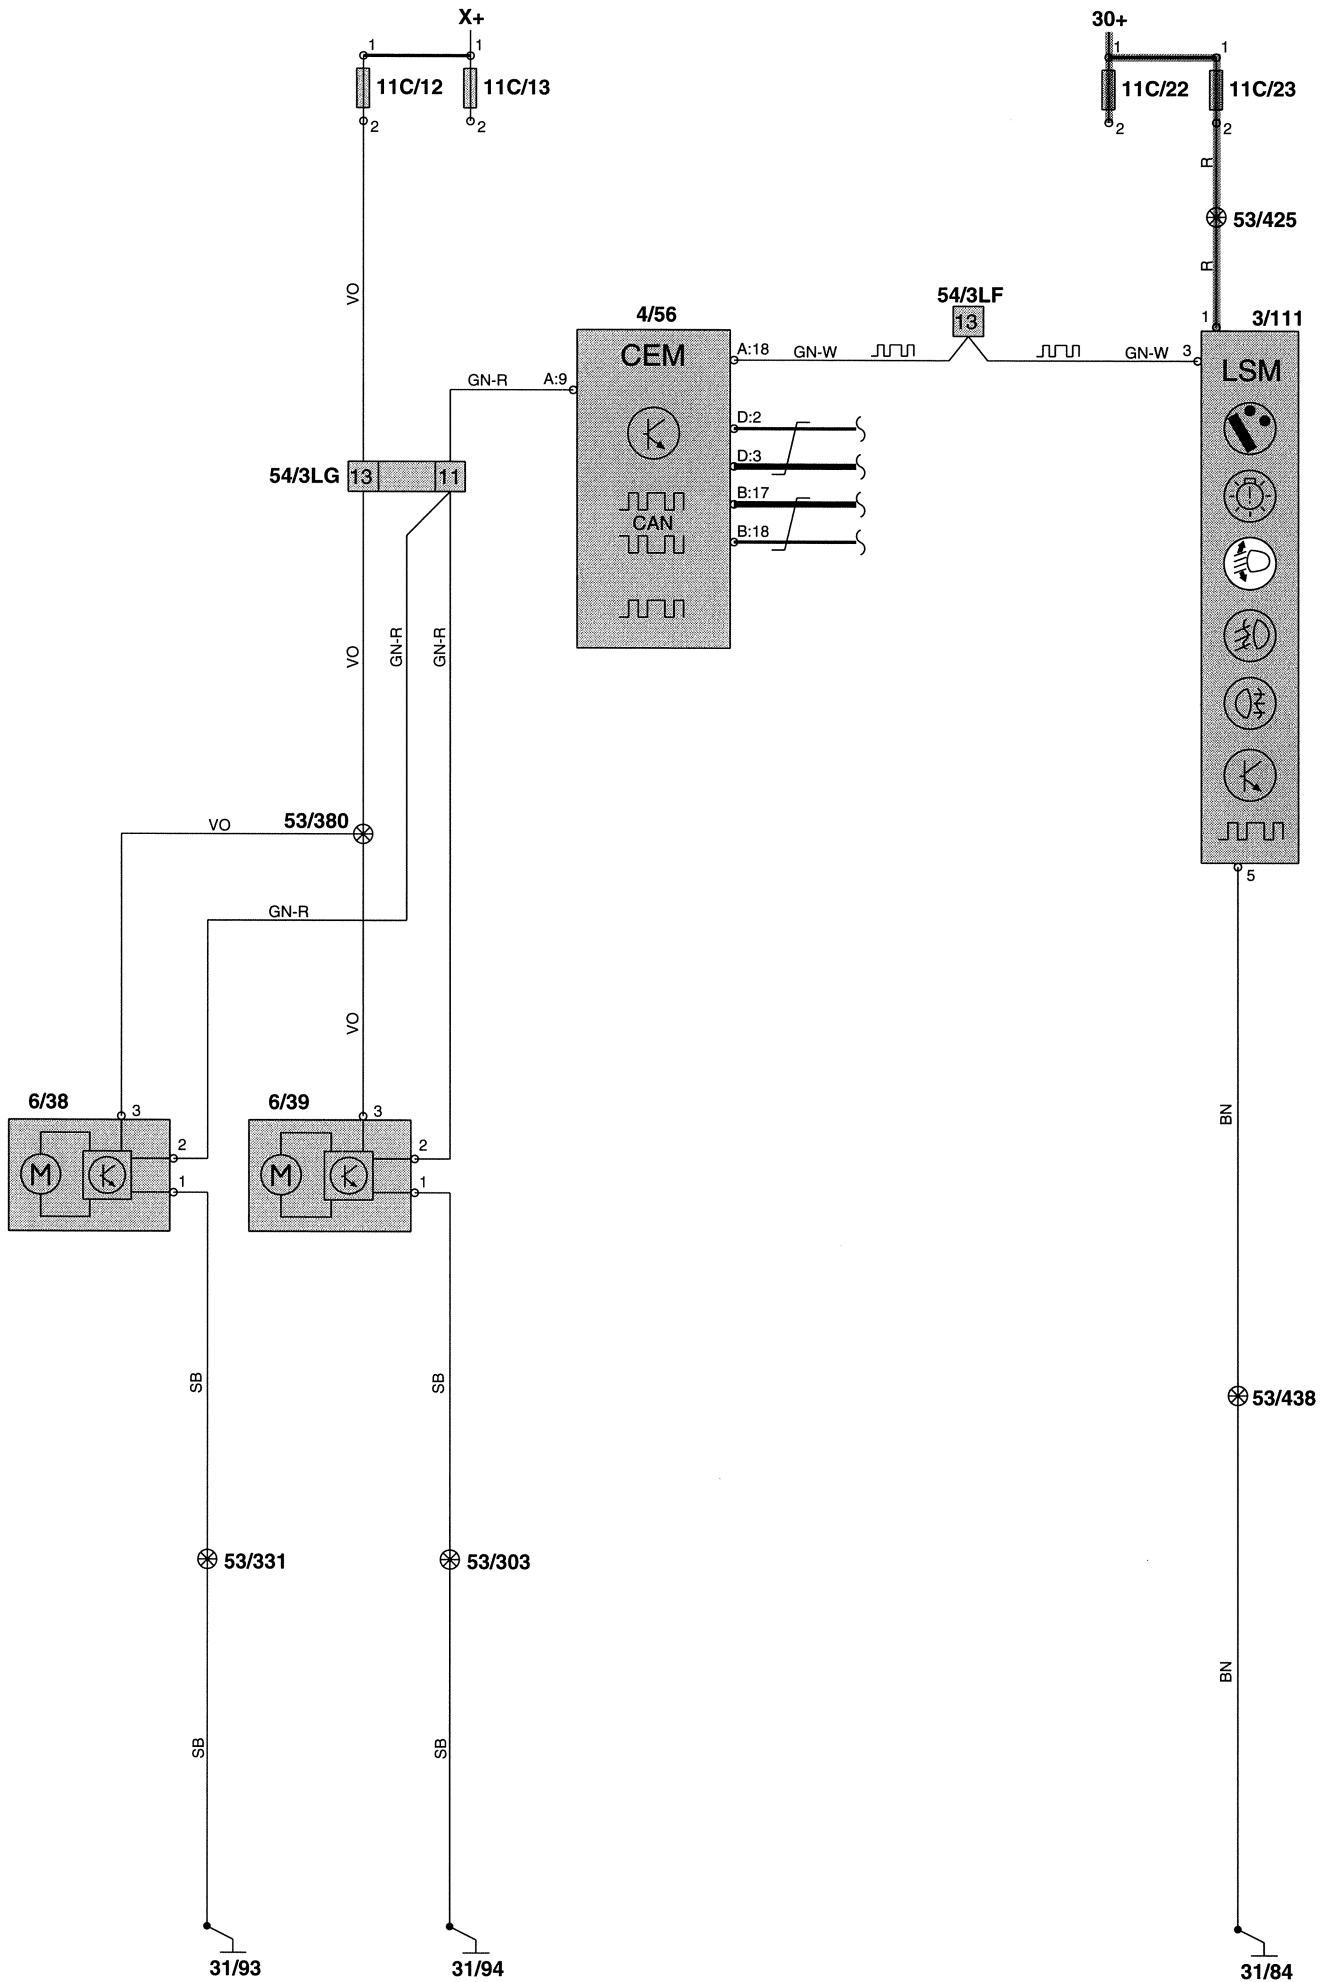 X+
30+
1
1
1
1
11C/12
11C/13
11C/22
11C/23
2
2
2
2
R
53/425
R
VO
54/3LF
13
4/56
1
3/111
CEM
A:18
GN-W
GN-W
3
LSM
GN-R
A:9
D:2
D:3
54/3LG
13
11
B:17
CAN
B:18
VO
GN-R
GN-R
VO
53/380
5
GN-R
VO
6/38
3
6/39
3
BN
M
2
1
M
2
1
SB
SB
53/438
53/331
53/303
BN
SB
SB
31/93
31/94
31/84